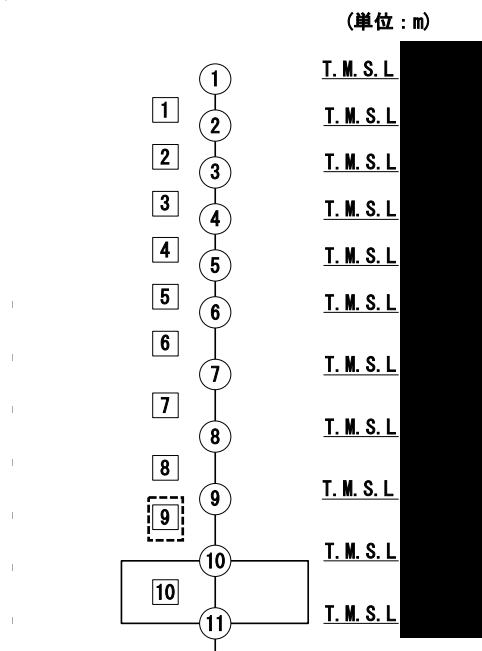 (単位：m)
① T.M.S.L
1
② T.M.S.L
2
③ T.M.S.L
3
④ T.M.S.L
4
⑤ T.M.S.L
5
⑥ T.M.S.L
6
⑦ T.M.S.L
7
⑧ T.M.S.L
8
⑨ T.M.S.L
9
⑩ T.M.S.L
10
⑪ T.M.S.L